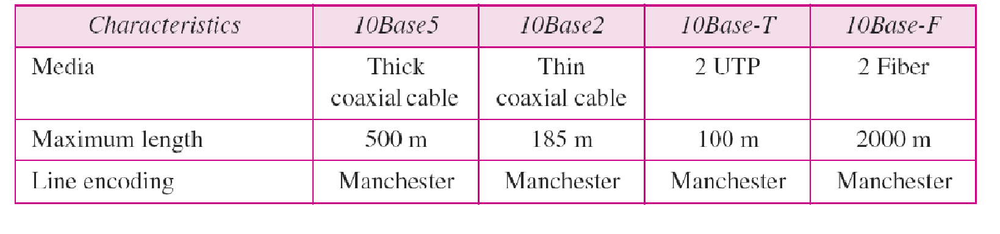 Characteristics 10Base5 10Base2 10Base-T 10Base-F
Media Thick Thin 2 UTP 2 Fiber
coaxial cable coaxial cable
Maximum length 500 m 185 m 100 m 2000 m
Line encoding Manchester Manchester Manchester Manchester